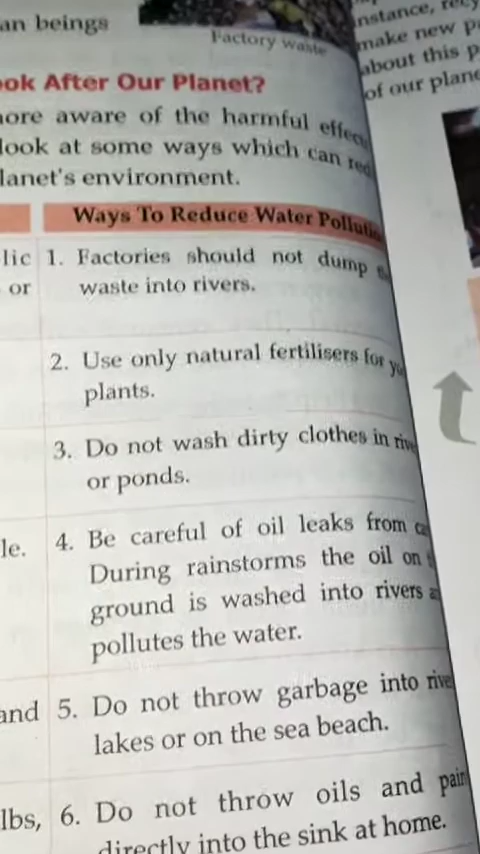 an beings
Factory waste
nstance,
make new
about this
of our
ook After Our Planet?
ore aware of the harmful
look at some ways which can
lanet's environment.
Ways To Reduce Water
lic
or
1. Factories should not dump
waste into rivers.
2. Use only natural fertilisers for
plants.
3. Do not wash dirty clothes in
or ponds.
le.
4. Be careful of oil leaks from
During rainstorms the oil on
ground is washed into rivers
pollutes the water.
and
5. Do not throw garbage into
lakes or on the sea beach.
lbs,
6. Do not throw oils and
directly into the sink at home.